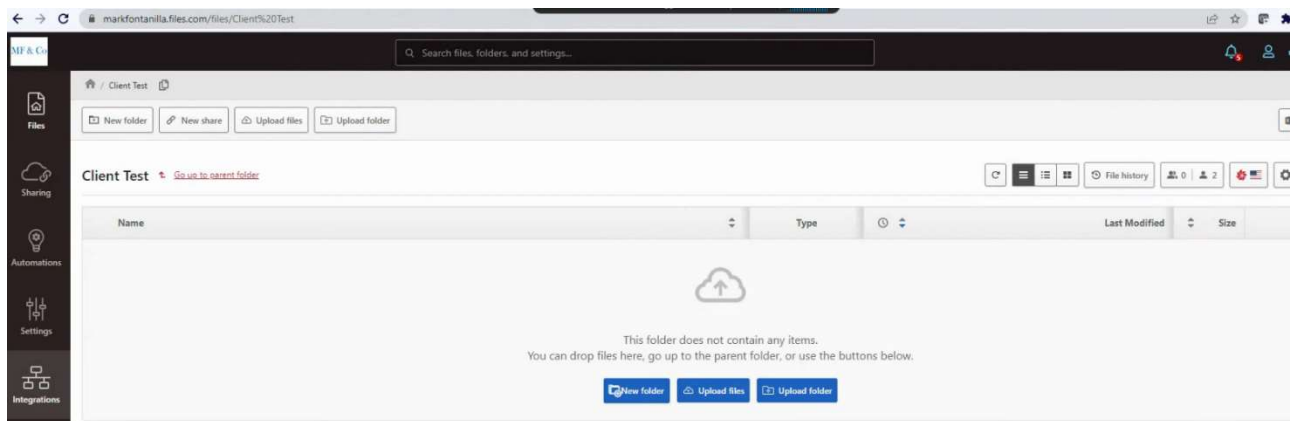 markfontanilla.files.com/files/Client%20Test
MF & Co
Search files, folders, and settings...
5
/ Client Test
Files
New folder
New share
Upload files
Upload folder
Sharing
Client Test
Go up to parent folder
File history
0 | 2
Name
Type
Last Modified
Size
Automations
Settings
This folder does not contain any items.
You can drop files here, go up to the parent folder, or use the buttons below.
New folder
Upload files
Upload folder
Integrations